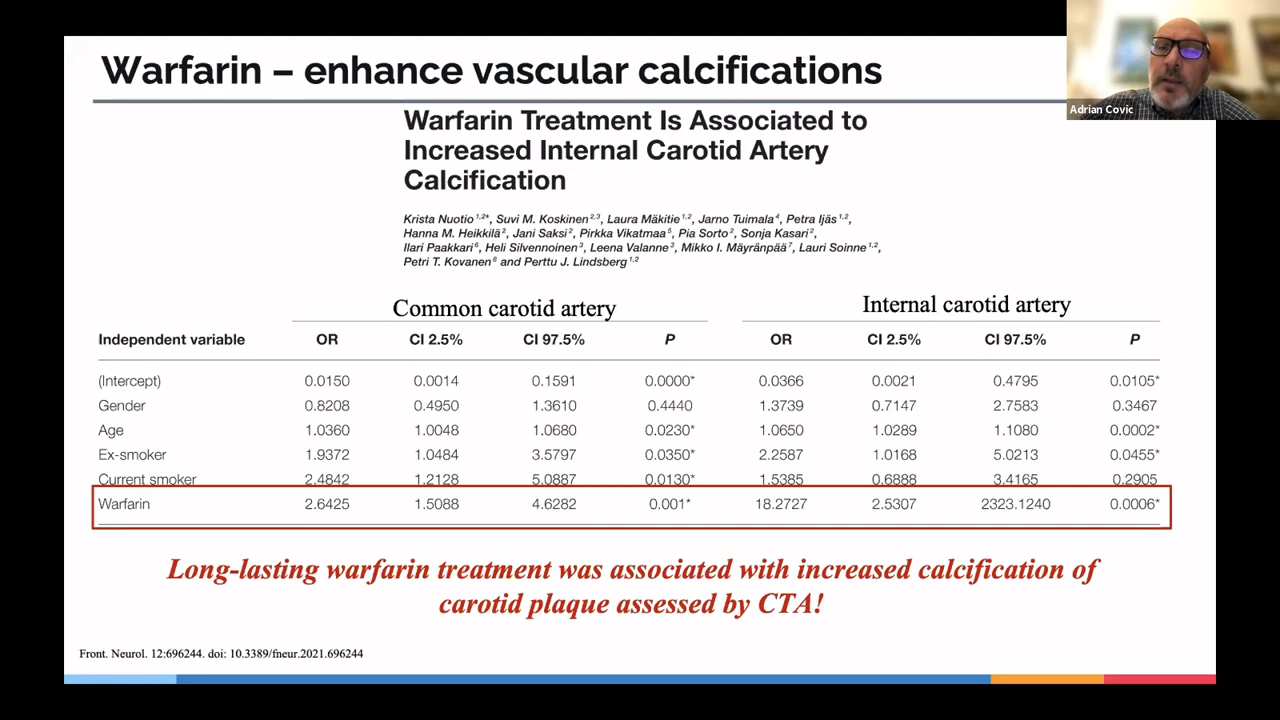 Warfarin – enhance vascular calcifications
Adrian Covic
Warfarin Treatment Is Associated to
Increased Internal Carotid Artery
Calcification
Krista Nuotio 1,2*, Suvi M. Koskinen 2,3, Laura Mäkitie 1,2, Jarno Tuimala 4, Petra Ijäs 1,2,
Hanna M. Heikkilä 2, Jani Saksi 2, Pirkka Vikatmaa 5, Pia Sorto 2, Sonja Kasari 2,
Ilari Paakkari 6, Heli Silvennoinen 3, Leena Valanne 3, Mikko I. Mäyränpää 7, Lauri Soinne 1,2,
Petri T. Kovanen 8 and Perttu J. Lindsberg 1,2
Common carotid artery Internal carotid artery
Independent variable OR CI 2.5% CI 97.5% P OR CI 2.5% CI 97.5% P
(Intercept) 0.0150 0.0014 0.1591 0.0000* 0.0366 0.0021 0.4795 0.0105*
Gender 0.8208 0.4950 1.3610 0.4440 1.3739 0.7147 2.7583 0.3467
Age 1.0360 1.0048 1.0680 0.0230* 1.0650 1.0289 1.1080 0.0002*
Ex-smoker 1.9372 1.0484 3.5797 0.0350* 2.2587 1.0168 5.0213 0.0455*
Current smoker 2.4842 1.2128 5.0887 0.0130* 1.5385 0.6888 3.4165 0.2905
Warfarin 2.6425 1.5088 4.6282 0.001* 18.2727 2.5307 2323.1240 0.0006*
Long-lasting warfarin treatment was associated with increased calcification of
carotid plaque assessed by CTA!
Front. Neurol. 12:696244. doi: 10.3389/fneur.2021.696244